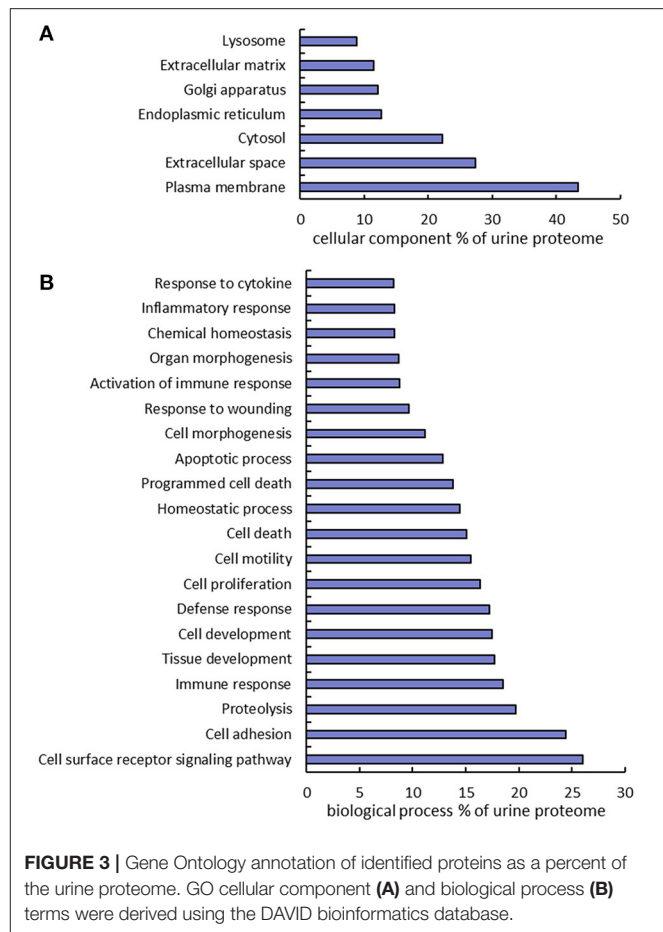 A
Lysosome
Extracellular matrix
Golgi apparatus
Endoplasmic reticulum
Cytosol
Extracellular space
Plasma membrane
0 10 20 30 40 50
cellular component % of urine proteome
B
Response to cytokine
Inflammatory response
Chemical homeostasis
Organ morphogenesis
Activation of immune response
Response to wounding
Cell morphogenesis
Apoptotic process
Programmed cell death
Homeostatic process
Cell death
Cell motility
Cell proliferation
Defense response
Cell development
Tissue development
Immune response
Proteolysis
Cell adhesion
Cell surface receptor signaling pathway
0 5 10 15 20 25 30
biological process % of urine proteome
FIGURE 3 | Gene Ontology annotation of identified proteins as a percent of
the urine proteome. GO cellular component (A) and biological process (B)
terms were derived using the DAVID bioinformatics database.